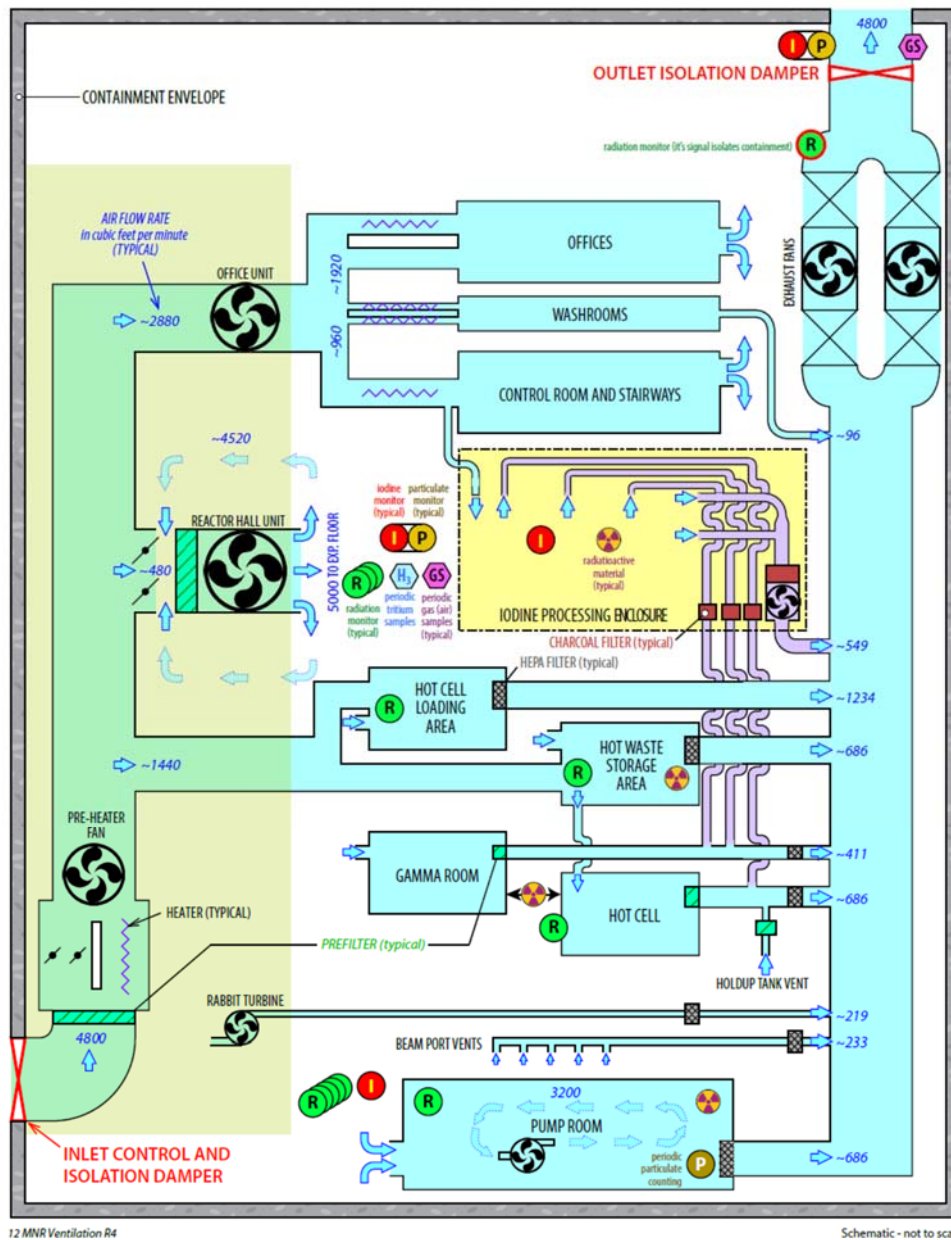 4800
I
P
GS
OUTLET ISOLATION DAMPER
CONTAINMENT ENVELOPE
radiation monitor (it's signal isolates containment)
R
AIR FLOW RATE
in cubic feet per minute
(TYPICAL)
OFFICE UNIT
OFFICES
~1920
EXHAUST FANS
~2880
WASHROOMS
~960
CONTROL ROOM AND STAIRWAYS
~96
~4520
iodine
monitor
(typical)
particulate
monitor
(typical)
I
P
REACTOR HALL UNIT
5000 TO EXP. FLOOR
I
radioactive
material (typical)
~480
R
H3
GS
radiation
monitor
(typical)
periodic
tritium
samples
periodic
gas (air)
samples
(typical)
IODINE PROCESSING ENCLOSURE
CHARCOAL FILTER (typical)
~549
HEPA FILTER (typical)
R
HOT CELL
LOADING
AREA
~1234
HOT WASTE
STORAGE
AREA
~686
R
~1440
PRE-HEATER
FAN
GAMMA ROOM
~411
HEATER (TYPICAL)
HOT CELL
~686
R
PREFILTER (typical)
HOLDUP TANK VENT
RABBIT TURBINE
~219
4800
BEAM PORT VENTS
~233
R
I
R
3200
PUMP ROOM
INLET CONTROL AND
ISOLATION DAMPER
periodic
particulate
counting
P
~686
12 MNR Ventilation R4
Schematic - not to sca